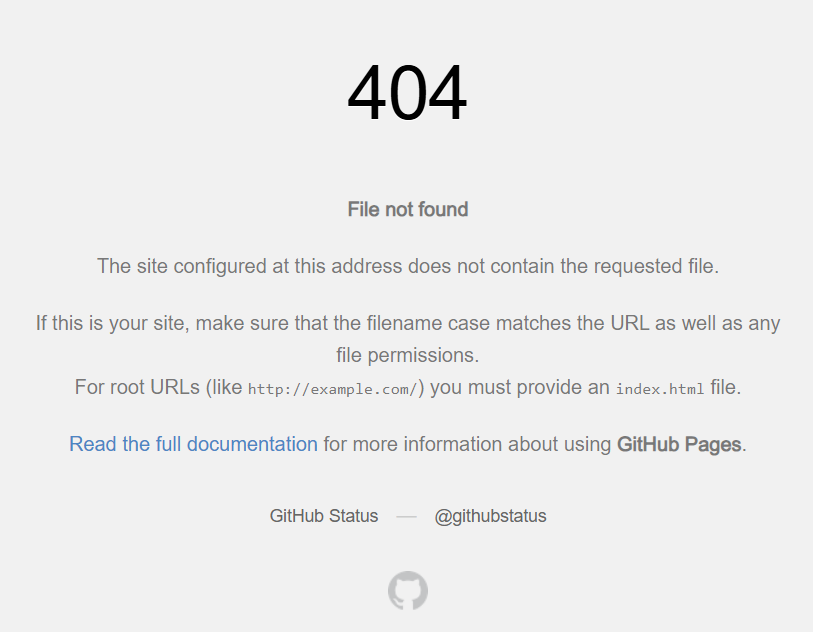 404
File not found
The site configured at this address does not contain the requested file.
If this is your site, make sure that the filename case matches the URL as well as any
file permissions.
For root URLs (like http://example.com/) you must provide an index.html file.
Read the full documentation for more information about using GitHub Pages.
GitHub Status — @githubstatus